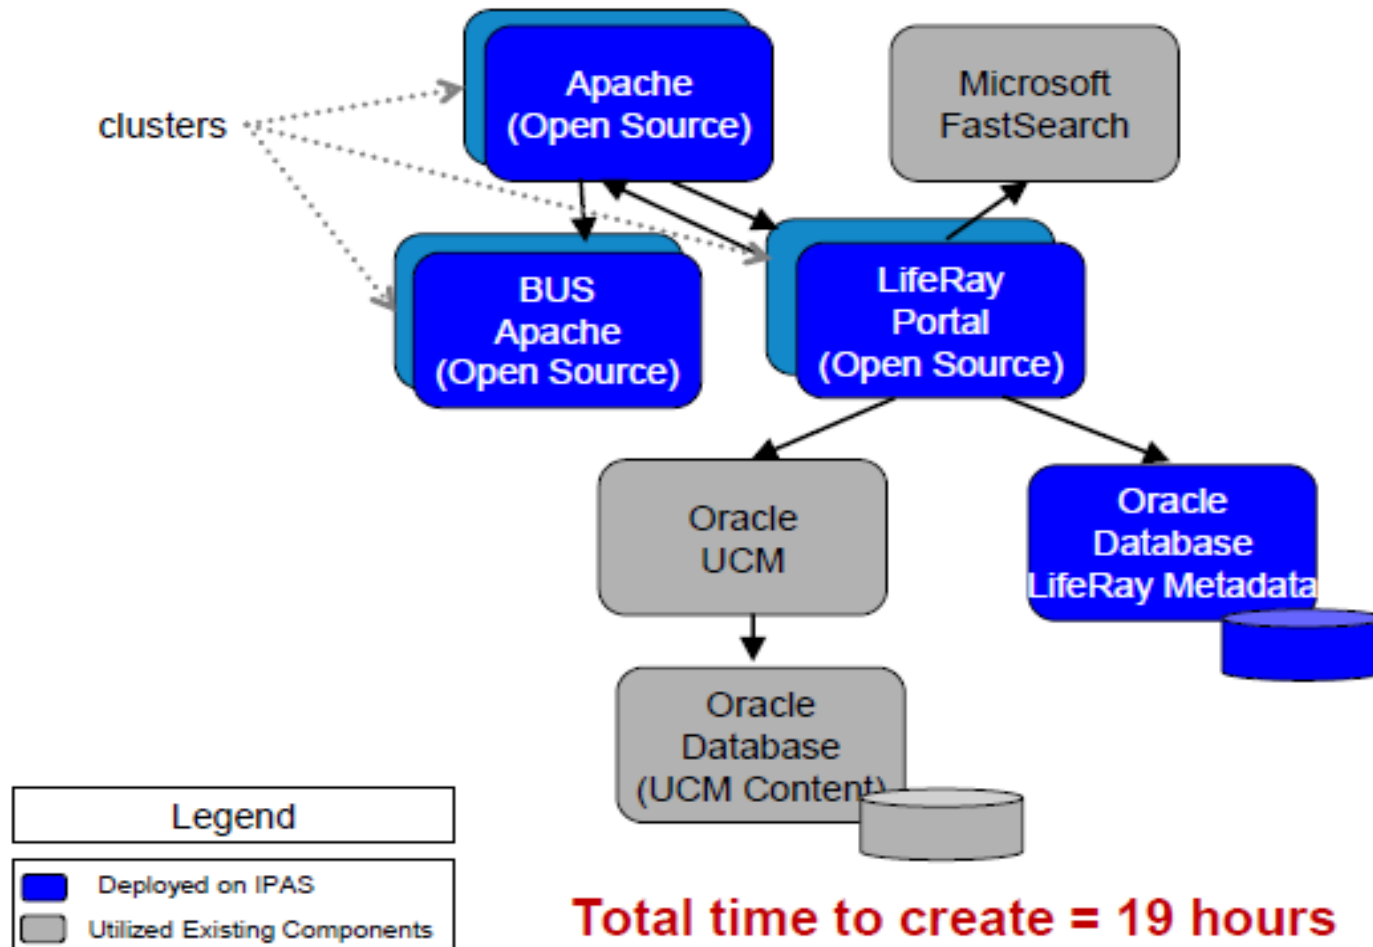 Apache
(Open Source)
Microsoft
FastSearch
clusters
BUS
Apache
(Open Source)
LifeRay
Portal
(Open Source)
Oracle
UCM
Oracle
Database
LifeRay Metadata
Oracle
Database
(UCM Content)
Legend
Deployed on IPAS
Utilized Existing Components
Total time to create = 19 hours